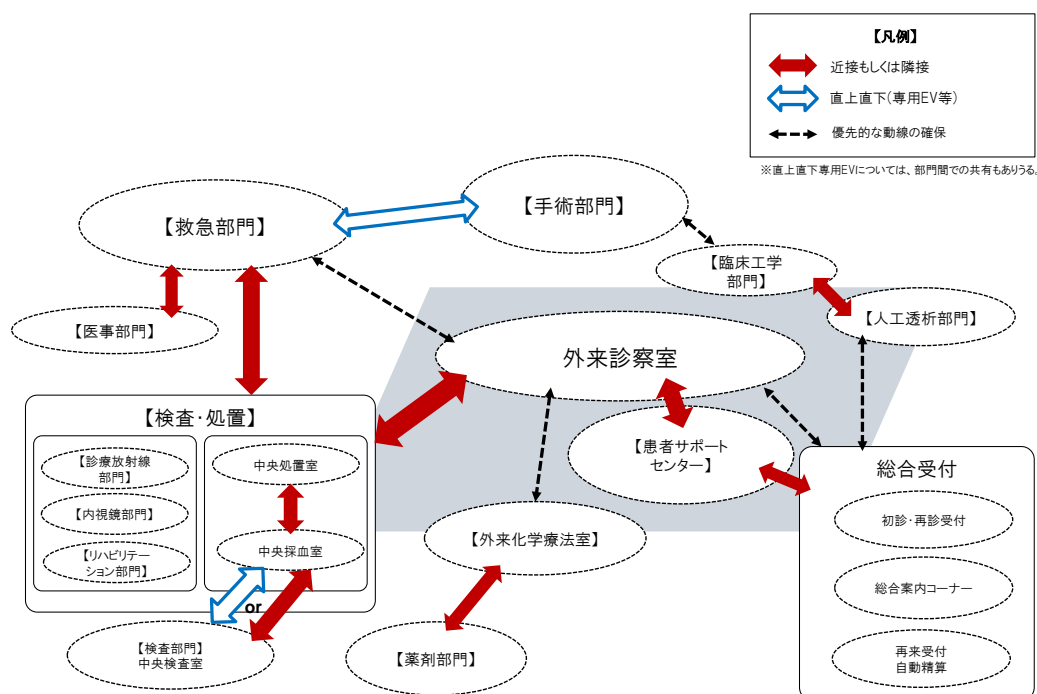 【凡例】
近接もしくは隣接
直上直下(専用EV等)
優先的な動線の確保
※直上直下専用EVについては、部門間での共有もありうる。
【手術部門】
【救急部門】
【臨床工学
部門】
【人工透析部門】
【医事部門】
外来診察室
【検査・処置】
【患者サポート
センター】
総合受付
【診療放射線
部門】
中央処置室
【内視鏡部門】
初診・再診受付
【外来化学療法室】
【リハビリテー
ション部門】
中央採血室
総合案内コーナー
or
【検査部門】
中央検査室
【薬剤部門】
再来受付
自動精算